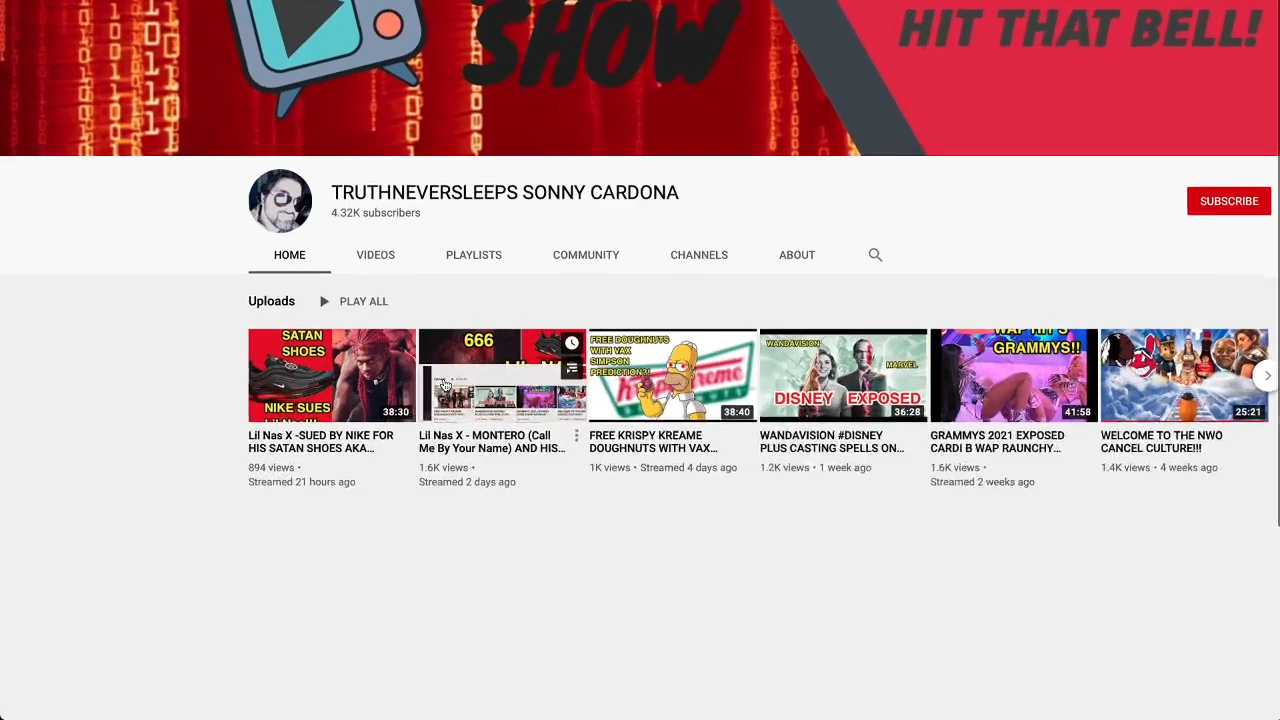 SHOW
HIT THAT BELL!
TRUTHNEVERSLEEPS SONNY CARDONA
4.32K subscribers
SUBSCRIBE
HOME
VIDEOS
PLAYLISTS
COMMUNITY
CHANNELS
ABOUT
Uploads
PLAY ALL
SATAN
SHOES
NIKE SUES
38:30
666
FREE DOUGHNUTS
WITH VAX
SIMPSON
PREDICTION?!
38:40
WANDAVISION
MARVEL
DISNEY EXPOSED
36:28
WAP HIT'S
GRAMMYS!!
41:58
25:21
Lil Nas X -SUED BY NIKE FOR
HIS SATAN SHOES AKA...
894 views •
Streamed 21 hours ago
Lil Nas X - MONTERO (Call
Me By Your Name) AND HIS...
1.6K views •
Streamed 2 days ago
FREE KRISPY KREAME
DOUGHNUTS WITH VAX...
1K views • Streamed 4 days ago
WANDAVISION #DISNEY
PLUS CASTING SPELLS ON...
1.2K views • 1 week ago
GRAMMYS 2021 EXPOSED
CARDI B WAP RAUNCHY...
1.6K views •
Streamed 2 weeks ago
WELCOME TO THE NWO
CANCEL CULTURE!!!
1.4K views • 4 weeks ago